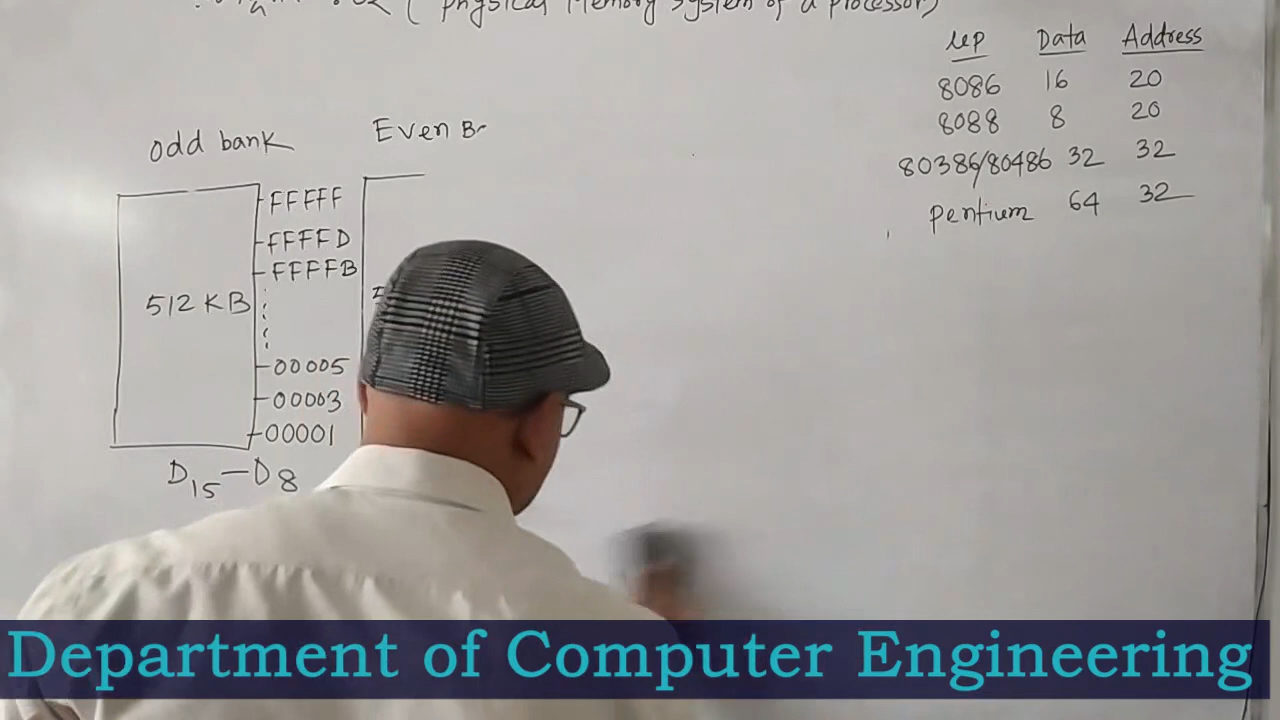 (physical memory system of a processor)
μp Data Address
8086 16 20
8088 8 20
80386/80486 32 32
Pentium 64 32
odd bank
Even B
FFFFF
FFFFD
FFFFB
512 KB
00005
00003
00001
D15-D8
Department of Computer Engineering